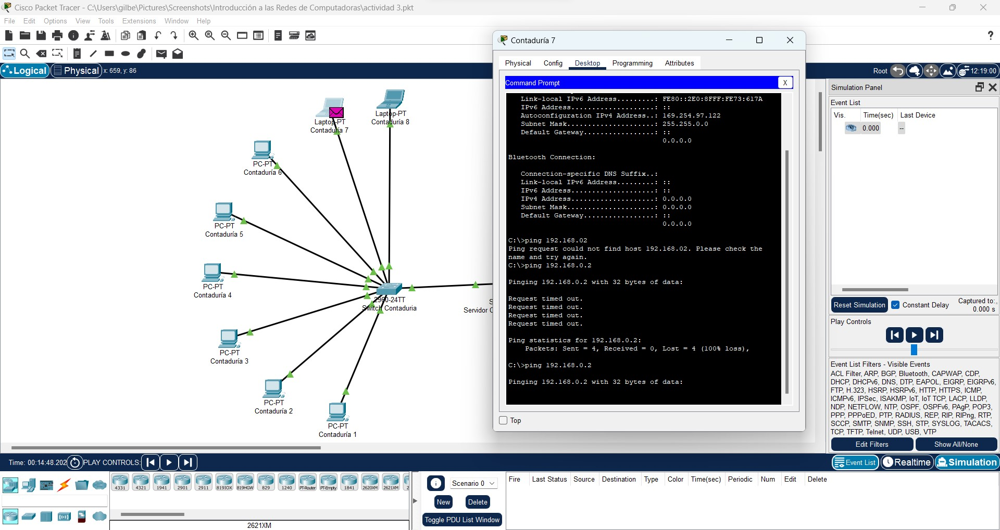 Cisco Packet Tracer - C:\Users\gilbe\Pictures\Screenshots\Introducción a las Redes de Computadoras\actividad 3.pkt
File Edit Options View Tools Extensions Window Help
Logical Physical x: 659, y: 86
Root 12:19:00
Laptop-PT
Contaduría 7
Laptop-PT
Contaduría 8
PC-PT
Contaduría 6
PC-PT
Contaduría 5
PC-PT
Contaduría 4
2960-24TT
Switch Contaduria
Servidor
PC-PT
Contaduría 3
PC-PT
Contaduría 2
PC-PT
Contaduría 1
Contaduría 7
Physical Config Desktop Programming Attributes
Command Prompt X
Link-local IPv6 Address.........: FE80::2E0:8FFF:FE73:617A
IPv6 Address....................: ::
Autoconfiguration IPv4 Address..: 169.254.97.122
Subnet Mask.....................: 255.255.0.0
Default Gateway.................: ::
0.0.0.0
Bluetooth Connection:
Connection-specific DNS Suffix..:
Link-local IPv6 Address.........: ::
IPv6 Address....................: ::
IPv4 Address....................: 0.0.0.0
Subnet Mask.....................: 0.0.0.0
Default Gateway.................: ::
0.0.0.0
C:\>ping 192.168.02
Ping request could not find host 192.168.02. Please check the
name and try again.
C:\>ping 192.168.0.2
Pinging 192.168.0.2 with 32 bytes of data:
Request timed out.
Request timed out.
Request timed out.
Request timed out.
Ping statistics for 192.168.0.2:
Packets: Sent = 4, Received = 0, Lost = 4 (100% loss),
C:\>ping 192.168.0.2
Pinging 192.168.0.2 with 32 bytes of data:
Top
Simulation Panel
Event List
Vis. Time(sec) Last Device
0.000 --
Reset Simulation Constant Delay Captured to:
0.000 s
Play Controls
Event List Filters - Visible Events
ACL Filter, ARP, BGP, Bluetooth, CAPWAP, CDP,
DHCP, DHCPv6, DNS, DTP, EAPOL, EIGRP, EIGRPv6,
FTP, H.323, HSRP, HSRPv6, HTTP, HTTPS, ICMP,
ICMPv6, IPSec, ISAKMP, IoT, IoT TCP, LACP, LLDP,
NDP, NETFLOW, NTP, OSPF, OSPFv6, PAgP, POP3,
PPP, PPPoED, PTP, RADIUS, REP, RIP, RIPng, RTP,
SCCP, SMTP, SNMP, SSH, STP, SYSLOG, TACACS,
TCP, TFTP, Telnet, UDP, USB, VTP
Edit Filters Show All/None
Time: 00:14:48.202 PLAY CONTROLS:
Event List Realtime Simulation
4331 4321 1941 2901 2911 819IOX 819HGW 829 1240 PT-Router PT-Empty 1841 2620XM 2621XM
2621XM
Scenario 0
New Delete
Toggle PDU List Window
Fire Last Status Source Destination Type Color Time(sec) Periodic Num Edit Delete